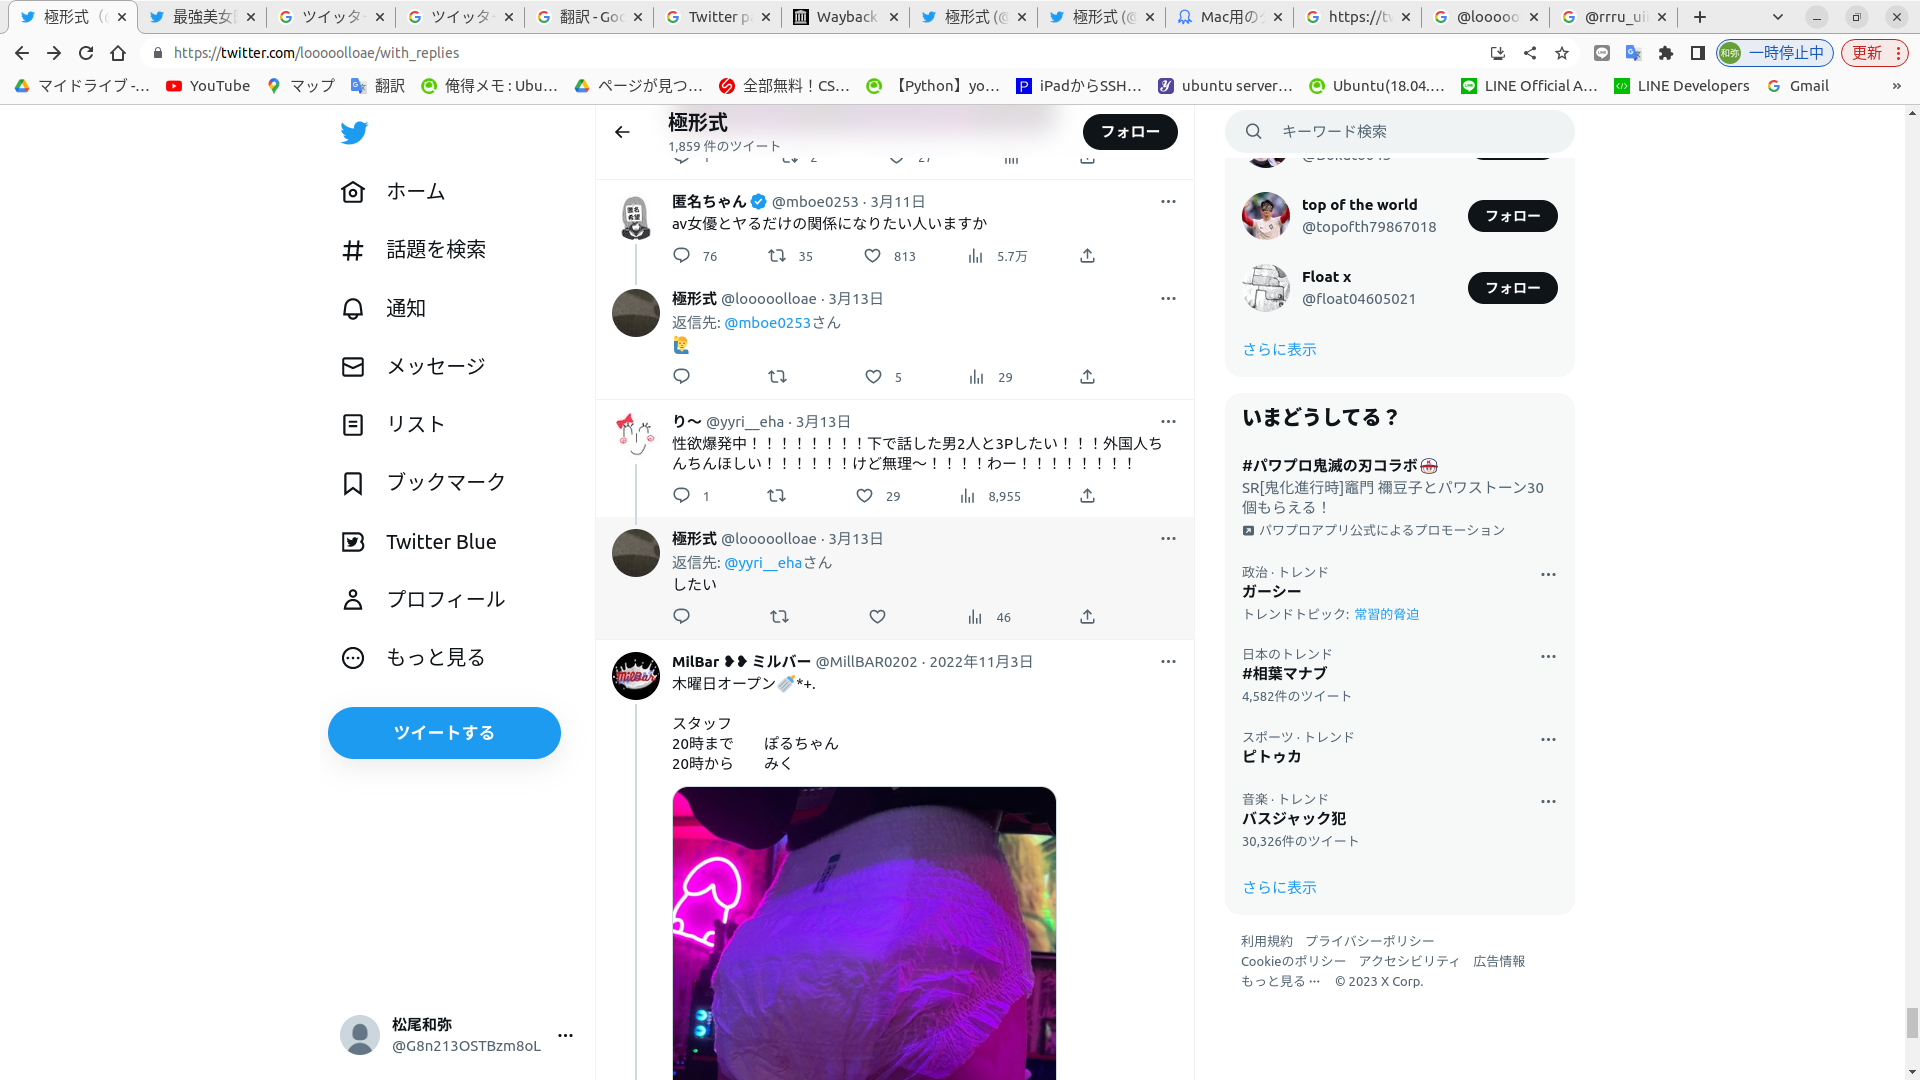 極形式（
最強美女
ツイッター
ツイッター
翻訳 - Goo
Twitter p
Wayback
極形式 (@
極形式 (@
Mac用の
https://tw
@looooo
@rrru_uii
https://twitter.com/looooolloae/with_replies
和弥 一時停止中
更新
マイドライブ -…
YouTube
マップ
翻訳
俺得メモ : Ubu…
ページが見つ…
全部無料！CS…
【Python】yo…
iPadからSSH…
ubuntu server…
Ubuntu(18.04.…
LINE Official A…
LINE Developers
Gmail
»
ホーム
話題を検索
通知
メッセージ
リスト
ブックマーク
Twitter Blue
プロフィール
もっと見る
ツイートする
松尾和弥
@G8n213OSTBzm8oL
極形式
1,859 件のツイート
フォロー
1 2 27
匿名ちゃん @mboe0253 · 3月11日
av女優とヤるだけの関係になりたい人いますか
76 35 813 5.7万
極形式 @looooolloae · 3月13日
返信先: @mboe0253さん
🙋‍♂️
5 29
り〜 @yyri__eha · 3月13日
性欲爆発中！！！！！！！！下で話した男2人と3Pしたい！！！外国人ち
んちんほしい！！！！！！けど無理〜！！！！わー！！！！！！！！
1 29 8,955
極形式 @looooolloae · 3月13日
返信先: @yyri__ehaさん
したい
46
MilBar ❥❥ ミルバー @MillBAR0202 · 2022年11月3日
木曜日オープン🍼*+.
スタッフ
20時まで　　ぽるちゃん
20時から　　みく
キーワード検索
top of the world
@topofth79867018
フォロー
Float x
@float04605021
フォロー
さらに表示
いまどうしてる？
#パワプロ鬼滅の刃コラボ
SR[鬼化進行時]竈門 禰豆子とパワストーン30
個もらえる！
パワプロアプリ公式によるプロモーション
政治 · トレンド
ガーシー
トレンドトピック: 常習的脅迫
日本のトレンド
#相葉マナブ
4,582件のツイート
スポーツ · トレンド
ピトゥカ
音楽 · トレンド
バスジャック犯
30,326件のツイート
さらに表示
利用規約　プライバシーポリシー
Cookieのポリシー　アクセシビリティ　広告情報
もっと見る ···　© 2023 X Corp.